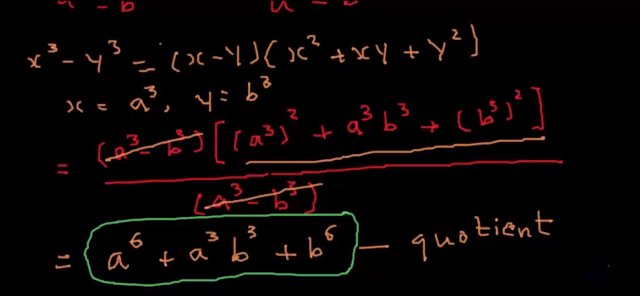 a - b a - b
x³ - y³ = (x-y)(x² + xy + y²)
x = a³, y = b³
= (a³ - b³)[(a³)² + a³b³ + (b³)²]
(a³ - b³)
= a⁶ + a³b³ + b⁶ — quotient